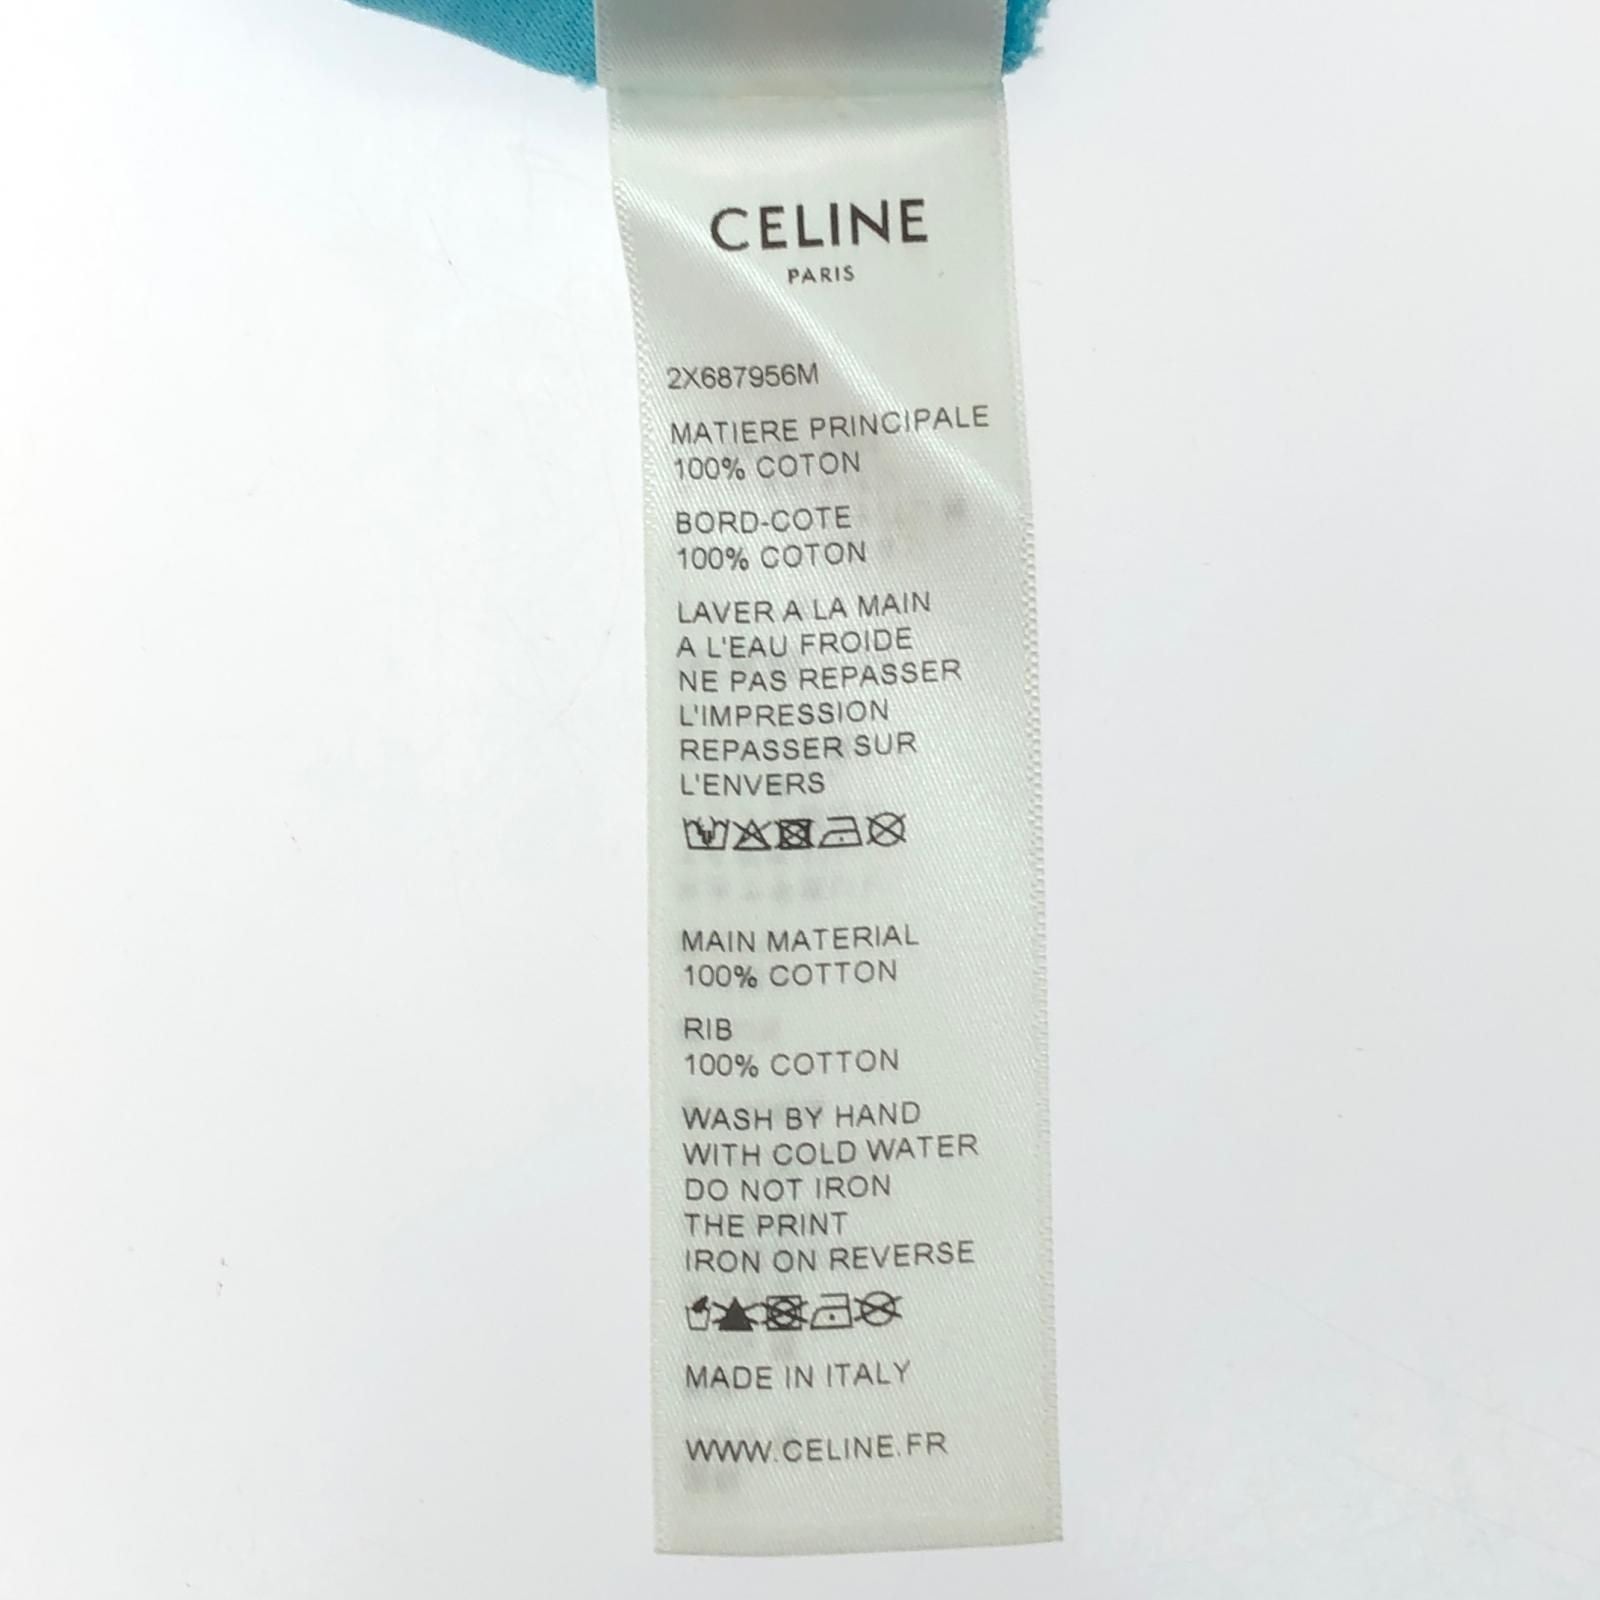 CELINE
PARIS
2X687956M
MATIERE PRINCIPALE
100% COTON
BORD-COTE
100% COTON
LAVER A LA MAIN
A L'EAU FROIDE
NE PAS REPASSER
L'IMPRESSION
REPASSER SUR
L'ENVERS
MAIN MATERIAL
100% COTTON
RIB
100% COTTON
WASH BY HAND
WITH COLD WATER
DO NOT IRON
THE PRINT
IRON ON REVERSE
MADE IN ITALY
WWW.CELINE.FR